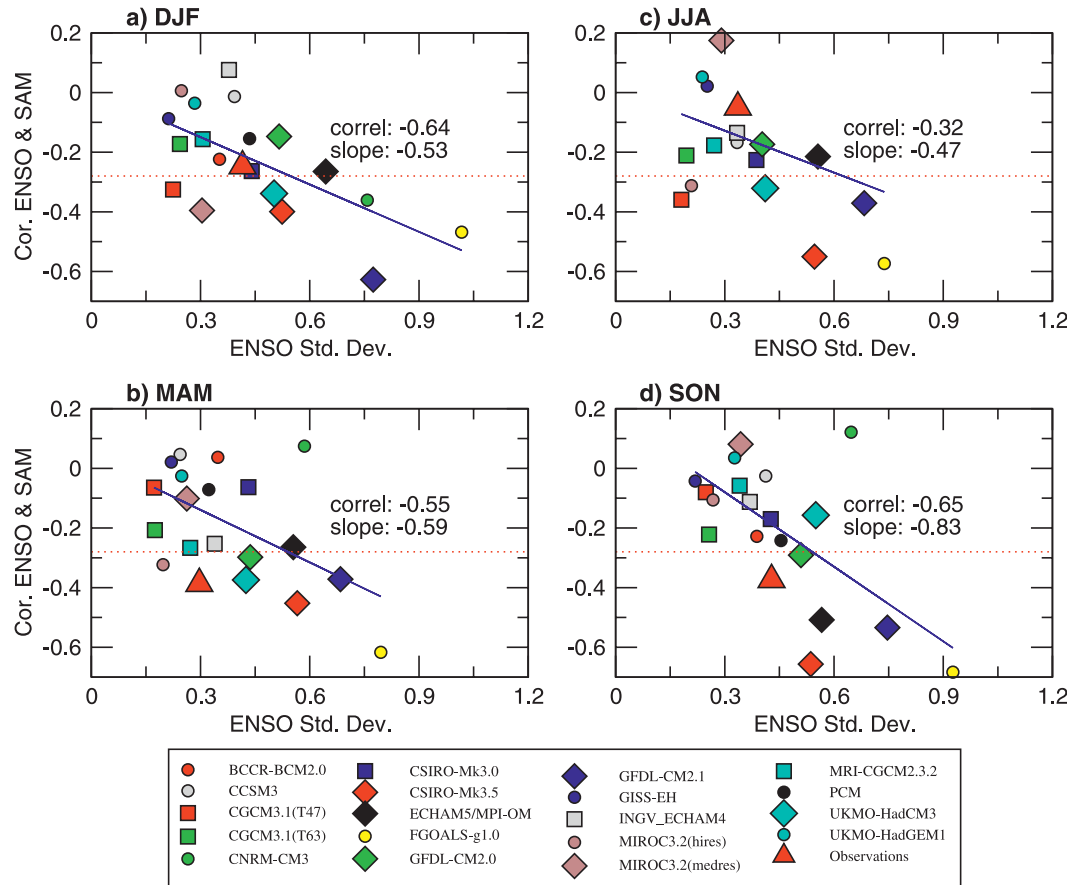 a) DJF
0.2
0
-0.2
-0.4
-0.6
Cor. ENSO & SAM
correl: -0.64
slope: -0.53
0
0.3
0.6
0.9
1.2
ENSO Std. Dev.
c) JJA
0.2
0
-0.2
-0.4
-0.6
correl: -0.32
slope: -0.47
0
0.3
0.6
0.9
1.2
ENSO Std. Dev.
b) MAM
0.2
0
-0.2
-0.4
-0.6
Cor. ENSO & SAM
correl: -0.55
slope: -0.59
0
0.3
0.6
0.9
1.2
ENSO Std. Dev.
d) SON
0.2
0
-0.2
-0.4
-0.6
correl: -0.65
slope: -0.83
0
0.3
0.6
0.9
1.2
ENSO Std. Dev.
BCCR-BCM2.0
CCSM3
CGCM3.1(T47)
CGCM3.1(T63)
CNRM-CM3
CSIRO-Mk3.0
CSIRO-Mk3.5
ECHAM5/MPI-OM
FGOALS-g1.0
GFDL-CM2.0
GFDL-CM2.1
GISS-EH
INGV_ECHAM4
MIROC3.2(hires)
MIROC3.2(medres)
MRI-CGCM2.3.2
PCM
UKMO-HadCM3
UKMO-HadGEM1
Observations